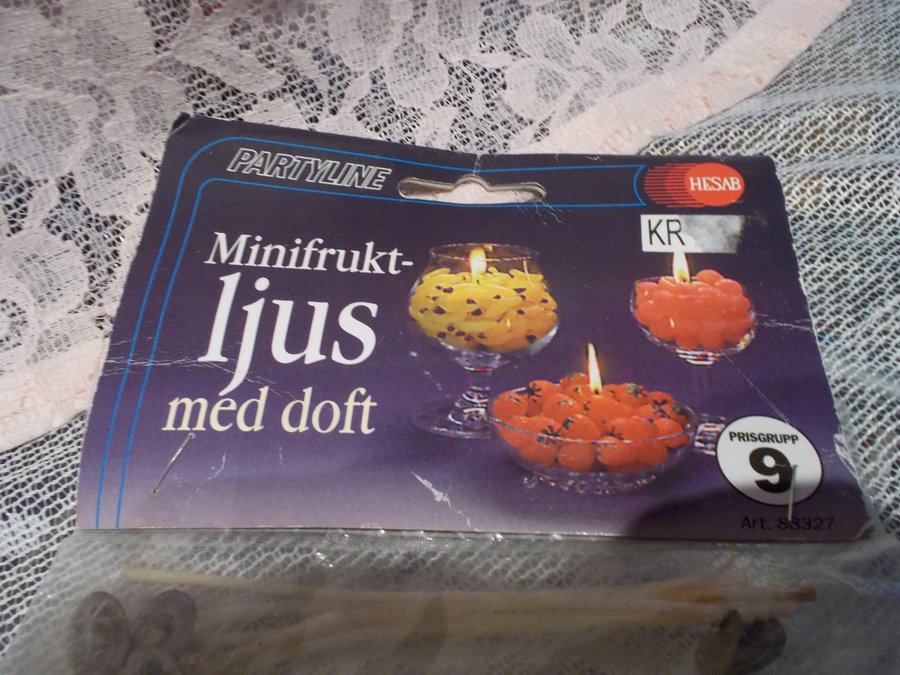 PARTYLINE
HESAB
KR
Minifrukt-
ljus
med doft
PRISGRUPP
9
Art. 88327